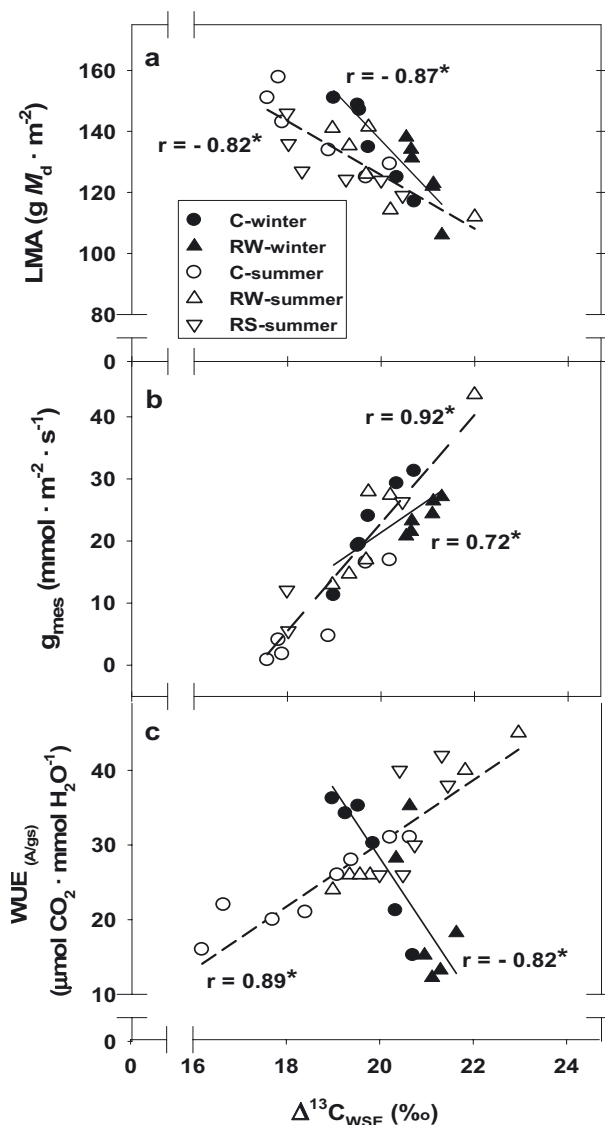 a
LMA (g Md · m-2)
160
140
120
100
80
0
r = - 0.87*
r = - 0.82*
C-winter
RW-winter
C-summer
RW-summer
RS-summer
b
gmes (mmol · m-2 · s-1)
40
30
20
10
0
r = 0.92*
r = 0.72*
c
WUE(A/gs)
(µmol CO2 · mmol H2O-1)
40
30
20
10
0
r = 0.89*
r = - 0.82*
0 16 18 20 22 24
Δ13CWSF (‰)